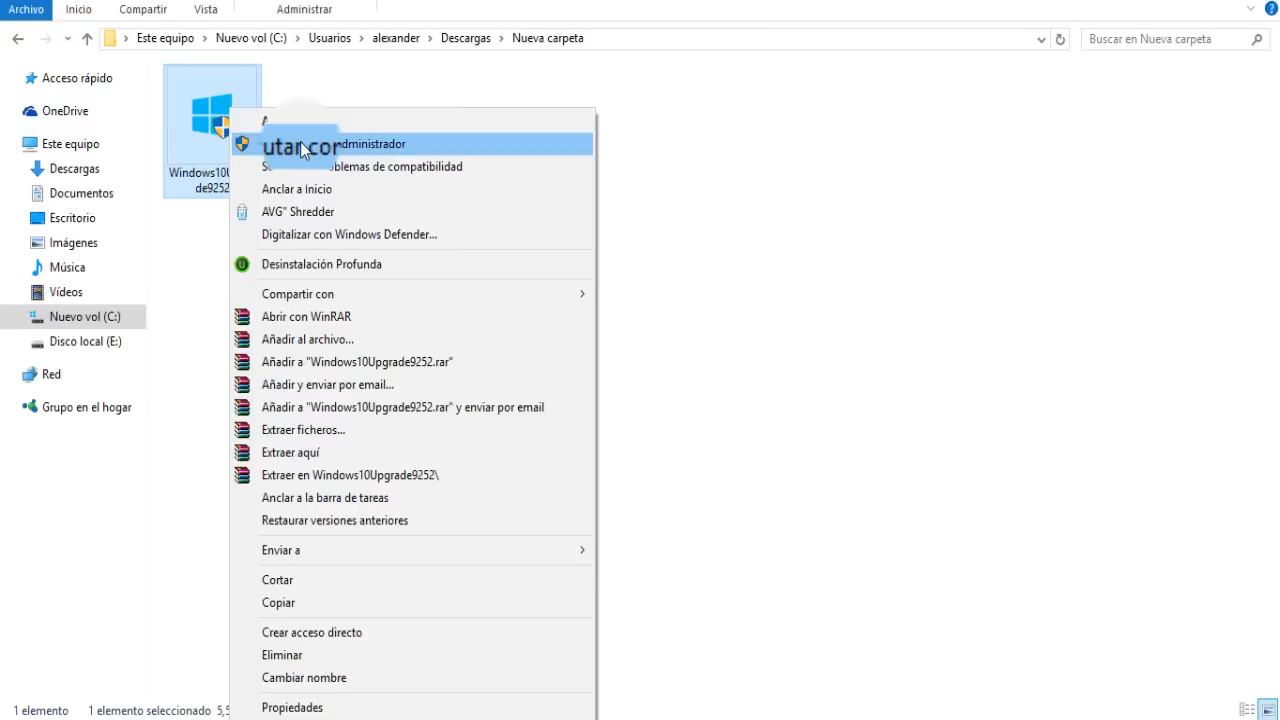 Archivo Inicio Compartir Vista Administrar
Este equipo Nuevo vol (C:) Usuarios alexander Descargas Nueva carpeta
Buscar en Nueva carpeta
Acceso rápido
OneDrive
Este equipo
Descargas
Documentos
Escritorio
Imágenes
Música
Vídeos
Nuevo vol (C:)
Disco local (E:)
Red
Grupo en el hogar
de9252
administrador
de compatibilidad
Anclar a Inicio
AVG" Shredder
Digitalizar con Windows Defender...
Desinstalación Profunda
Compartir con
Abrir con WinRAR
Añadir al archivo...
Añadir a "Windows10Upgrade9252.rar"
Añadir y enviar por email...
Añadir a "Windows10Upgrade9252.rar" y enviar por email
Extraer ficheros...
Extraer aquí
Extraer en Windows10Upgrade9252\
Anclar a la barra de tareas
Restaurar versiones anteriores
Enviar a
Cortar
Copiar
Crear acceso directo
Eliminar
Cambiar nombre
Propiedades
1 elemento 1 elemento seleccionado